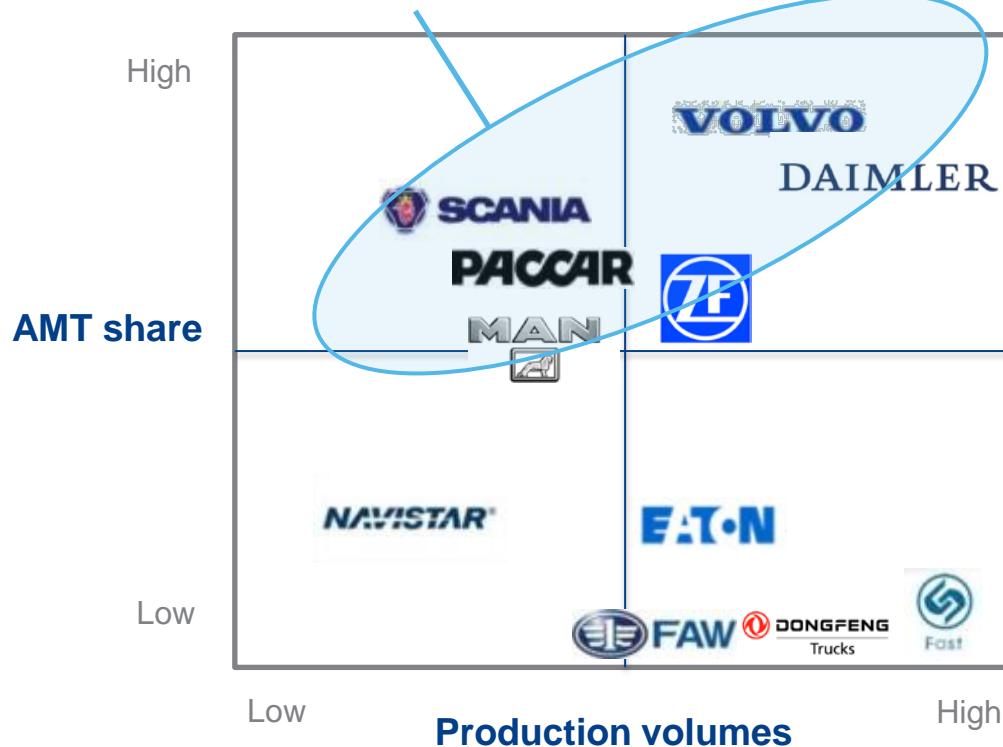 High
VOLVO
DAIMLER
SCANIA
PACCAR
ZF
MAN
AMT share
NAVISTAR®
EATON
Low
FAW
DONGFENG
Trucks
Fast
Low
High
Production volumes